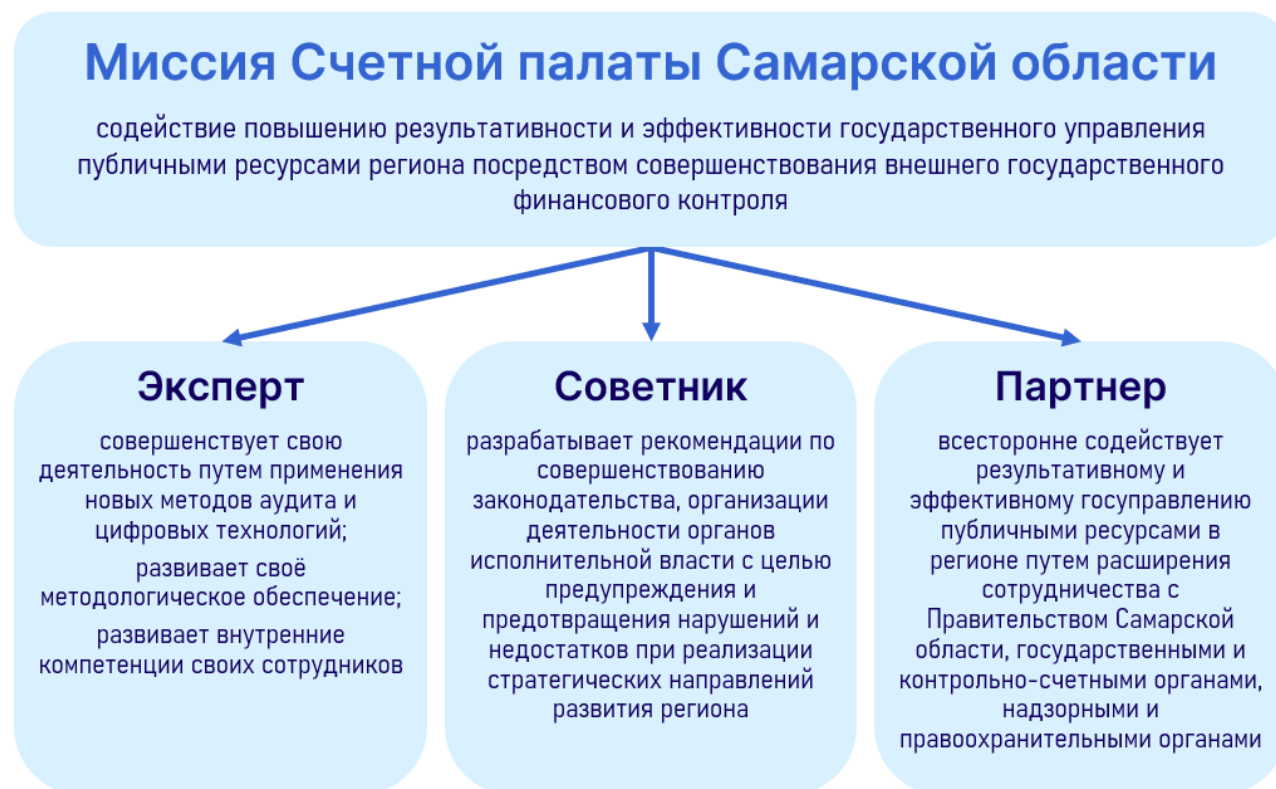 Миссия Счетной палаты Самарской области
содействие повышению результативности и эффективности государственного управления
публичными ресурсами региона посредством совершенствования внешнего государственного
финансового контроля
Эксперт
совершенствует свою
деятельность путем применения
новых методов аудита и
цифровых технологий;
развивает своё
методологическое обеспечение;
развивает внутренние
компетенции своих сотрудников
Советник
разрабатывает рекомендации по
совершенствованию
законодательства, организации
деятельности органов
исполнительной власти с целью
предупреждения и
предотвращения нарушений и
недостатков при реализации
стратегических направлений
развития региона
Партнер
всесторонне содействует
результативному и
эффективному госуправлению
публичными ресурсами в
регионе путем расширения
сотрудничества с
Правительством Самарской
области, государственными и
контрольно-счетными органами,
надзорными и
правоохранительными органами